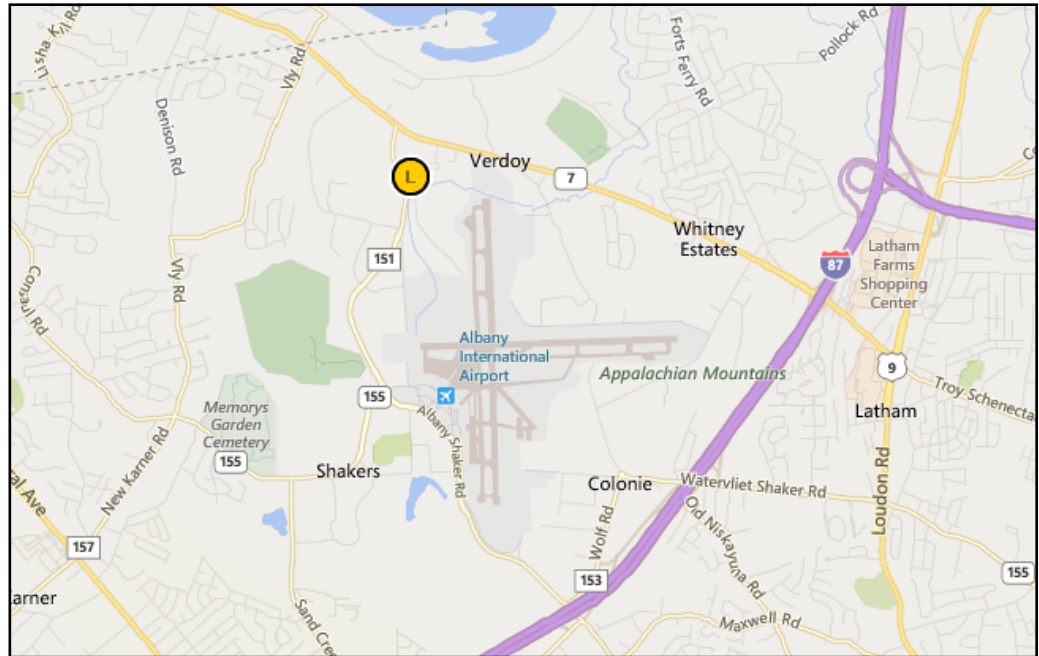 Lisha Kill Rd
Vly Rd
Forts Ferry Rd
Pollock Rd
Denison Rd
L
Verdoy
7
Whitney
Estates
151
87
Latham
Farms
Shopping
Center
Vly Rd
Consaul Rd
Albany
International
Airport
Appalachian Mountains
9
Troy Schenectad
155
Latham
Memorys
Garden
Cemetery
Albany Shaker Rd
155
Shakers
New Karner Rd
Colonie
Watervliet Shaker Rd
Loudon Rd
ral Ave
Wolf Rd
Old Niskayuna Rd
157
153
155
arner
Sand Cree
Maxwell Rd